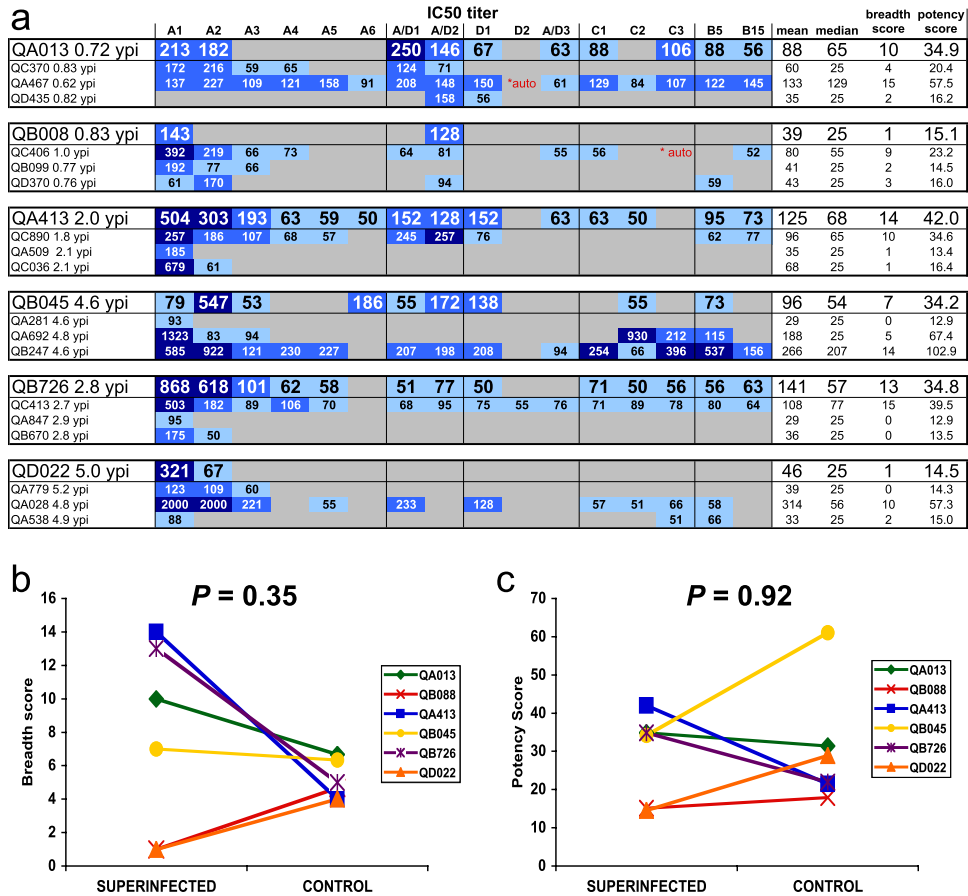 a
IC50 titer
A1 A2 A3 A4 A5 A6 A/D1 A/D2 D1 D2 A/D3 C1 C2 C3 B5 B15 mean median breadth score potency score
QA013 0.72 ypi 213 182 250 146 67 63 88 106 88 56 88 65 10 34.9
QC370 0.83 ypi 172 216 59 65 124 71 60 25 4 20.4
QA467 0.62 ypi 137 227 109 121 158 91 208 148 150 *auto 61 129 84 107 122 145 133 129 15 57.5
QD435 0.82 ypi 158 56 35 25 2 16.2
QB008 0.83 ypi 143 128 39 25 1 15.1
QC406 1.0 ypi 392 219 66 73 64 81 55 56 * auto 52 80 55 9 23.2
QB099 0.77 ypi 192 77 66 41 25 2 14.5
QD370 0.76 ypi 61 170 94 59 43 25 3 16.0
QA413 2.0 ypi 504 303 193 63 59 50 152 128 152 63 63 50 95 73 125 68 14 42.0
QC890 1.8 ypi 257 186 107 68 57 245 257 76 62 77 96 65 10 34.6
QA509 2.1 ypi 185 35 25 1 13.4
QC036 2.1 ypi 679 61 68 25 1 16.4
QB045 4.6 ypi 79 547 53 186 55 172 138 55 73 96 54 7 34.2
QA281 4.6 ypi 93 29 25 0 12.9
QA692 4.8 ypi 1323 83 94 930 212 115 188 25 5 67.4
QB247 4.6 ypi 585 922 121 230 227 207 198 208 94 254 66 396 537 156 266 207 14 102.9
QB726 2.8 ypi 868 618 101 62 58 51 77 50 71 50 56 56 63 141 57 13 34.8
QC413 2.7 ypi 503 182 89 106 70 68 95 75 55 76 71 89 78 80 64 108 77 15 39.5
QA847 2.9 ypi 95 29 25 0 12.9
QB670 2.8 ypi 175 50 36 25 0 13.5
QD022 5.0 ypi 321 67 46 25 1 14.5
QA779 5.2 ypi 123 109 60 39 25 0 14.3
QA028 4.8 ypi 2000 2000 221 55 233 128 57 51 66 58 314 56 10 57.3
QA538 4.9 ypi 88 51 66 33 25 2 15.0
b
P = 0.35
Breadth score
16
14
12
10
8
6
4
2
0
SUPERINFECTED CONTROL
QA013
QB088
QA413
QB045
QB726
QD022
c
P = 0.92
Potency Score
70
60
50
40
30
20
10
0
SUPERINFECTED CONTROL
QA013
QB088
QA413
QB045
QB726
QD022